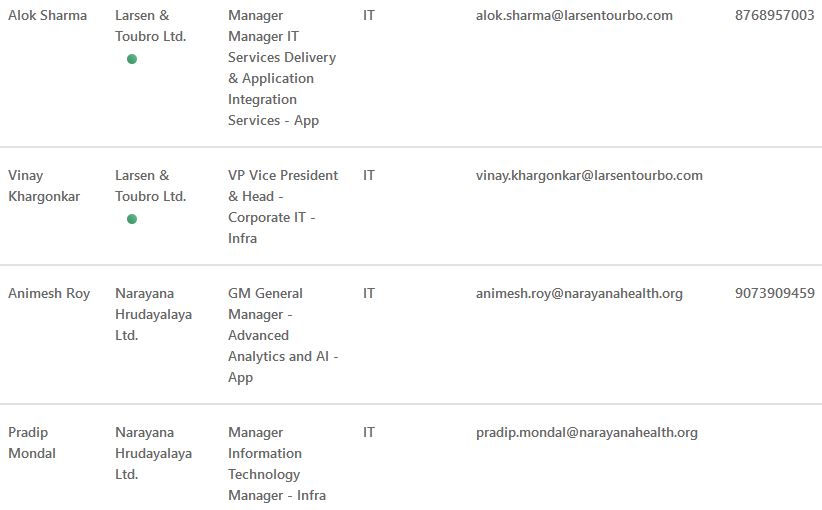 Alok Sharma Larsen & Manager IT alok.sharma@larsentourbo.com 8768957003
Toubro Ltd. Manager IT
Services Delivery
& Application
Integration
Services - App
Vinay Larsen & VP Vice President IT vinay.khargonkar@larsentourbo.com
Khargonkar Toubro Ltd. & Head -
Corporate IT -
Infra
Animesh Roy Narayana GM General IT animesh.roy@narayanahealth.org 9073909459
Hrudayalaya Manager -
Ltd. Advanced
Analytics and AI -
App
Pradip Narayana Manager IT pradip.mondal@narayanahealth.org
Mondal Hrudayalaya Information
Ltd. Technology
Manager - Infra